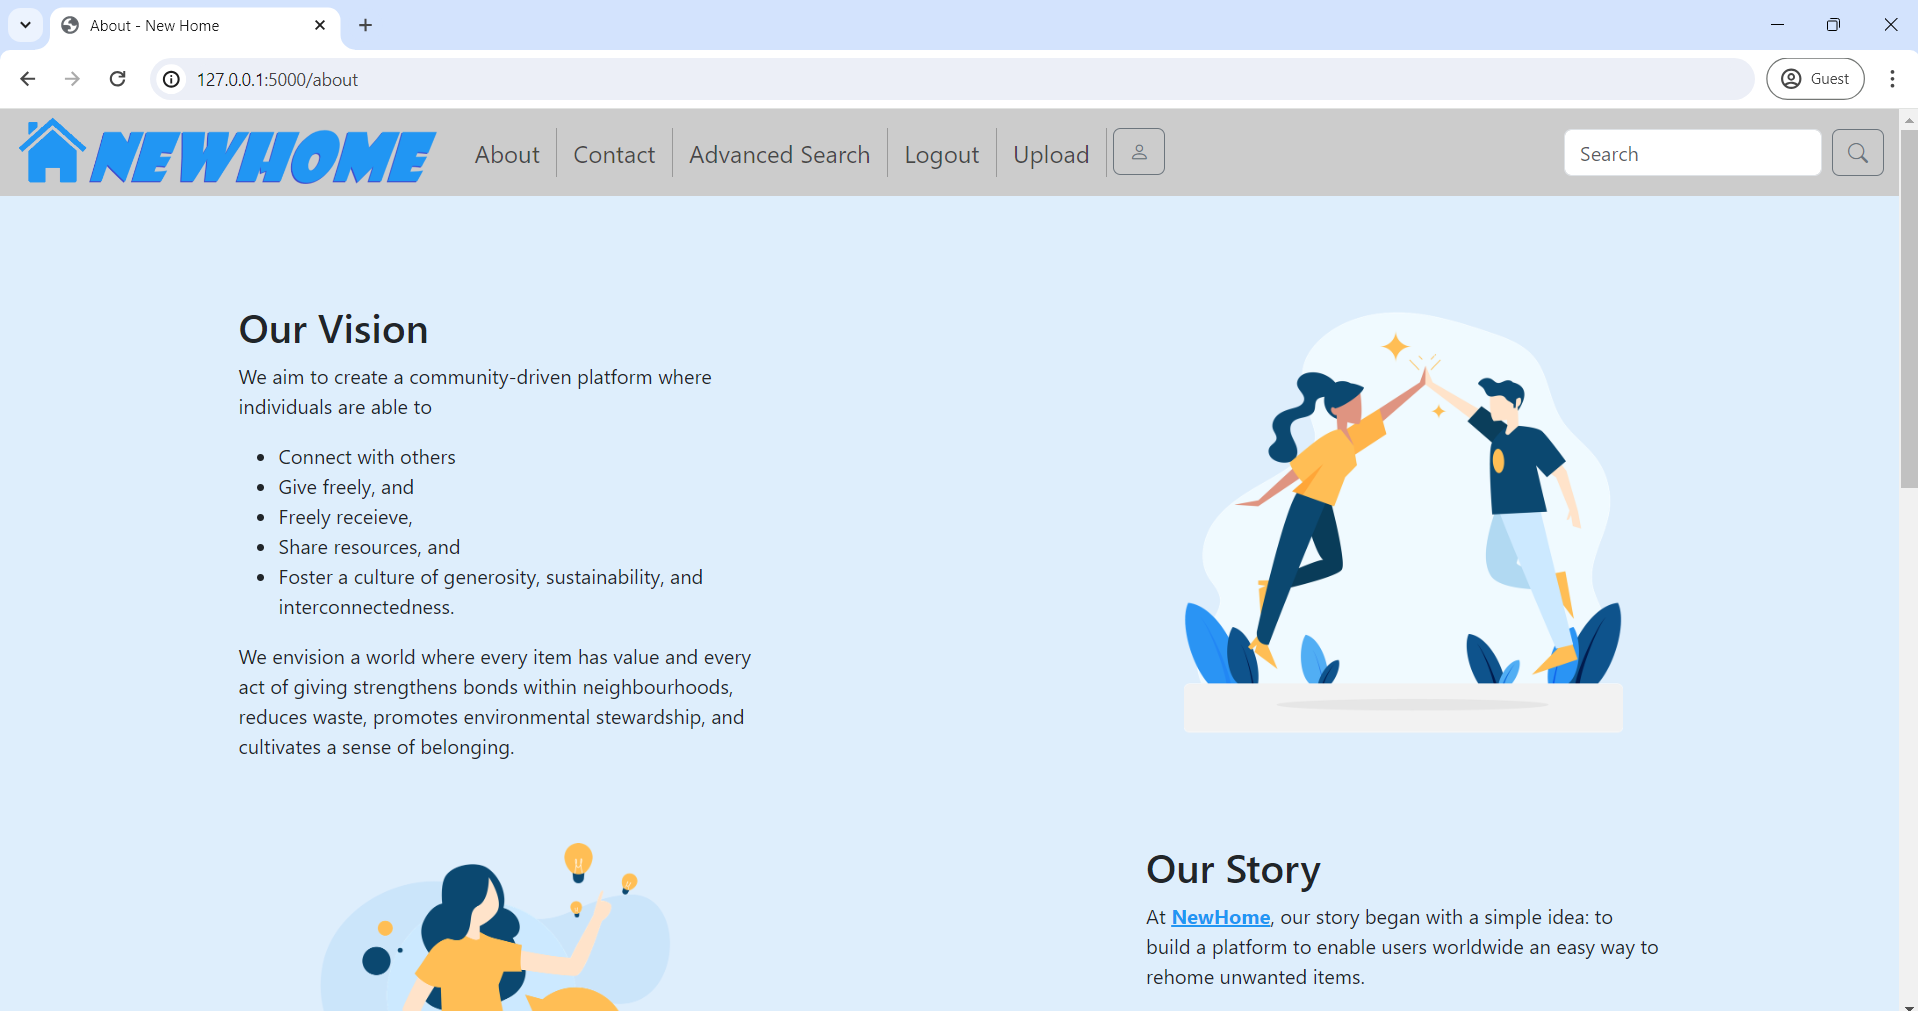 About - New Home
127.0.0.1:5000/about
Guest
NEWHOME
About
Contact
Advanced Search
Logout
Upload
Search
Our Vision
We aim to create a community-driven platform where
individuals are able to
Connect with others
Give freely, and
Freely receieve,
Share resources, and
Foster a culture of generosity, sustainability, and
interconnectedness.
We envision a world where every item has value and every
act of giving strengthens bonds within neighbourhoods,
reduces waste, promotes environmental stewardship, and
cultivates a sense of belonging.
Our Story
At NewHome, our story began with a simple idea: to
build a platform to enable users worldwide an easy way to
rehome unwanted items.